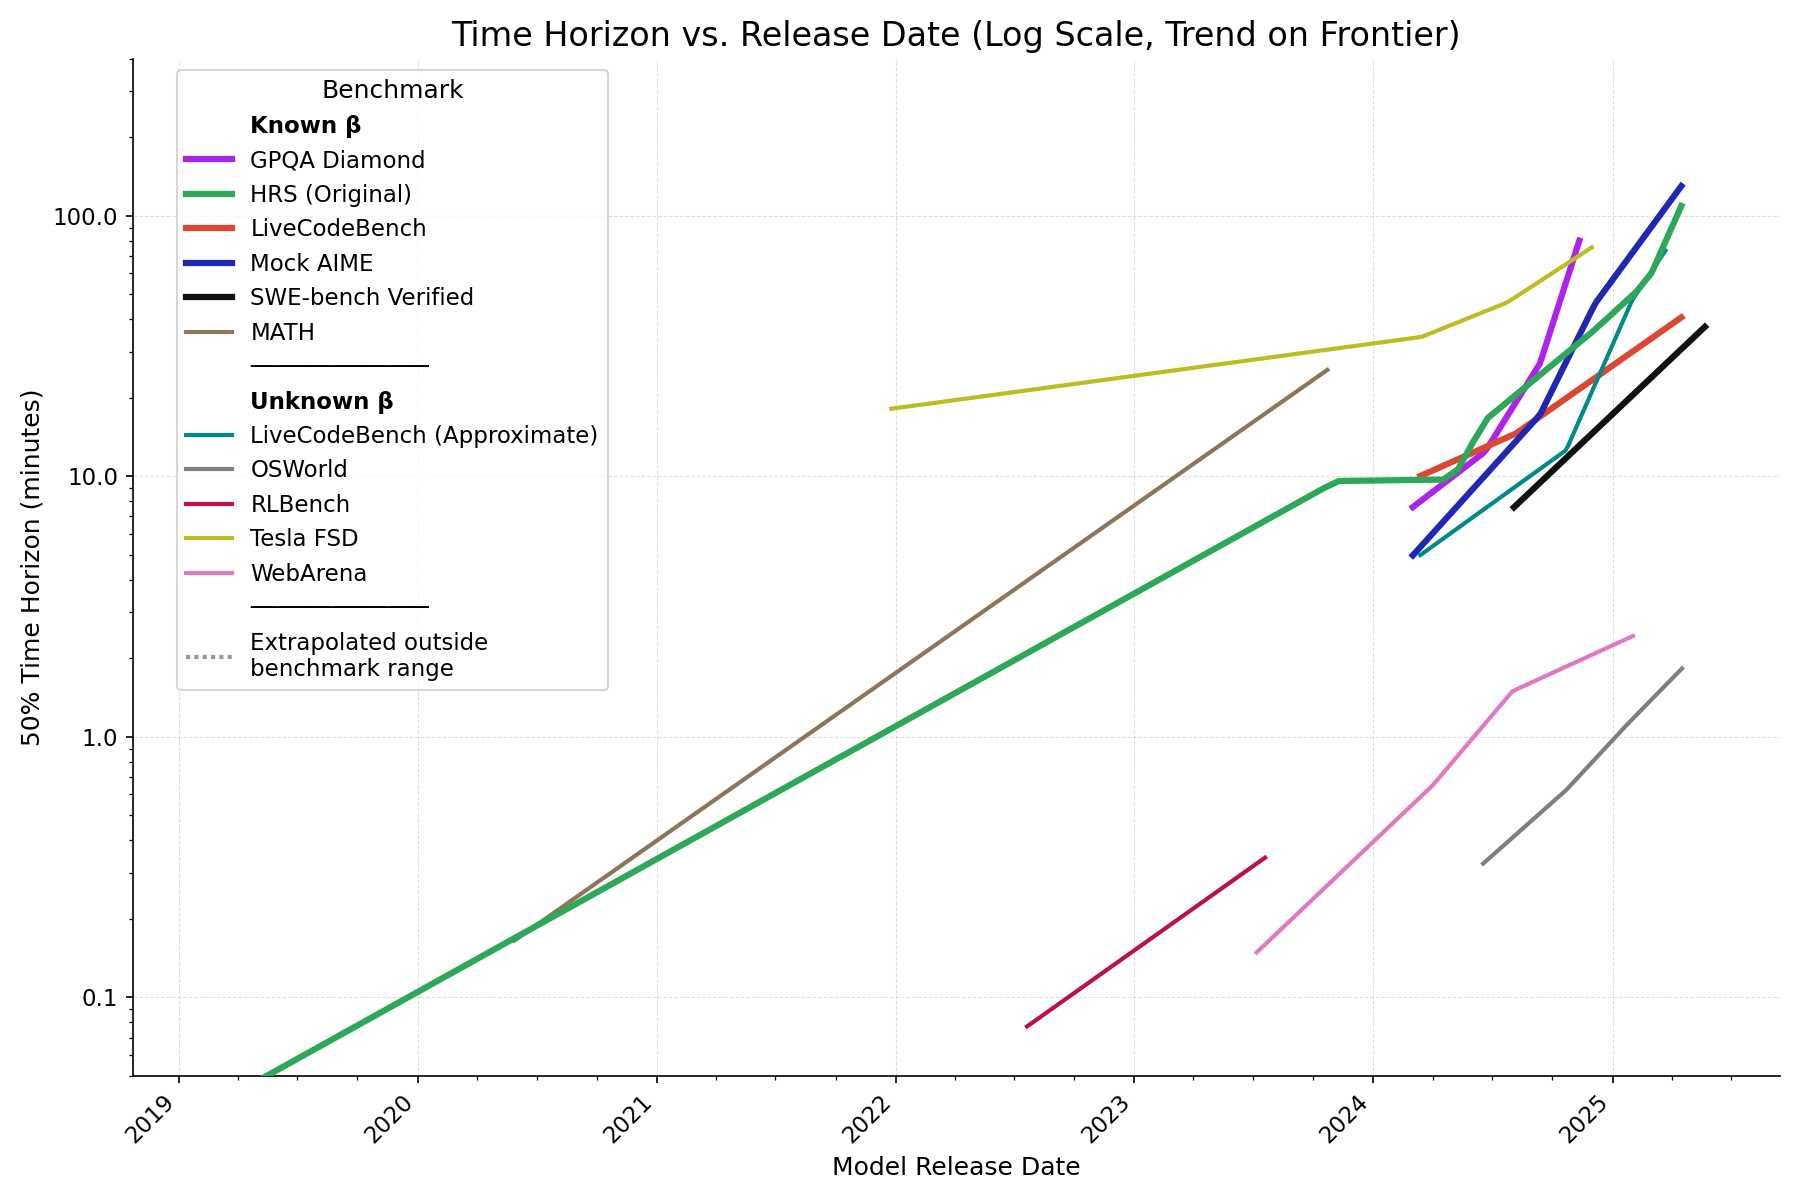 Time Horizon vs. Release Date (Log Scale, Trend on Frontier)
Benchmark
Known β
GPQA Diamond
HRS (Original)
LiveCodeBench
Mock AIME
SWE-bench Verified
MATH
Unknown β
LiveCodeBench (Approximate)
OSWorld
RLBench
Tesla FSD
WebArena
Extrapolated outside
benchmark range
50% Time Horizon (minutes)
100.0
10.0
1.0
0.1
2019
2020
2021
2022
2023
2024
2025
Model Release Date